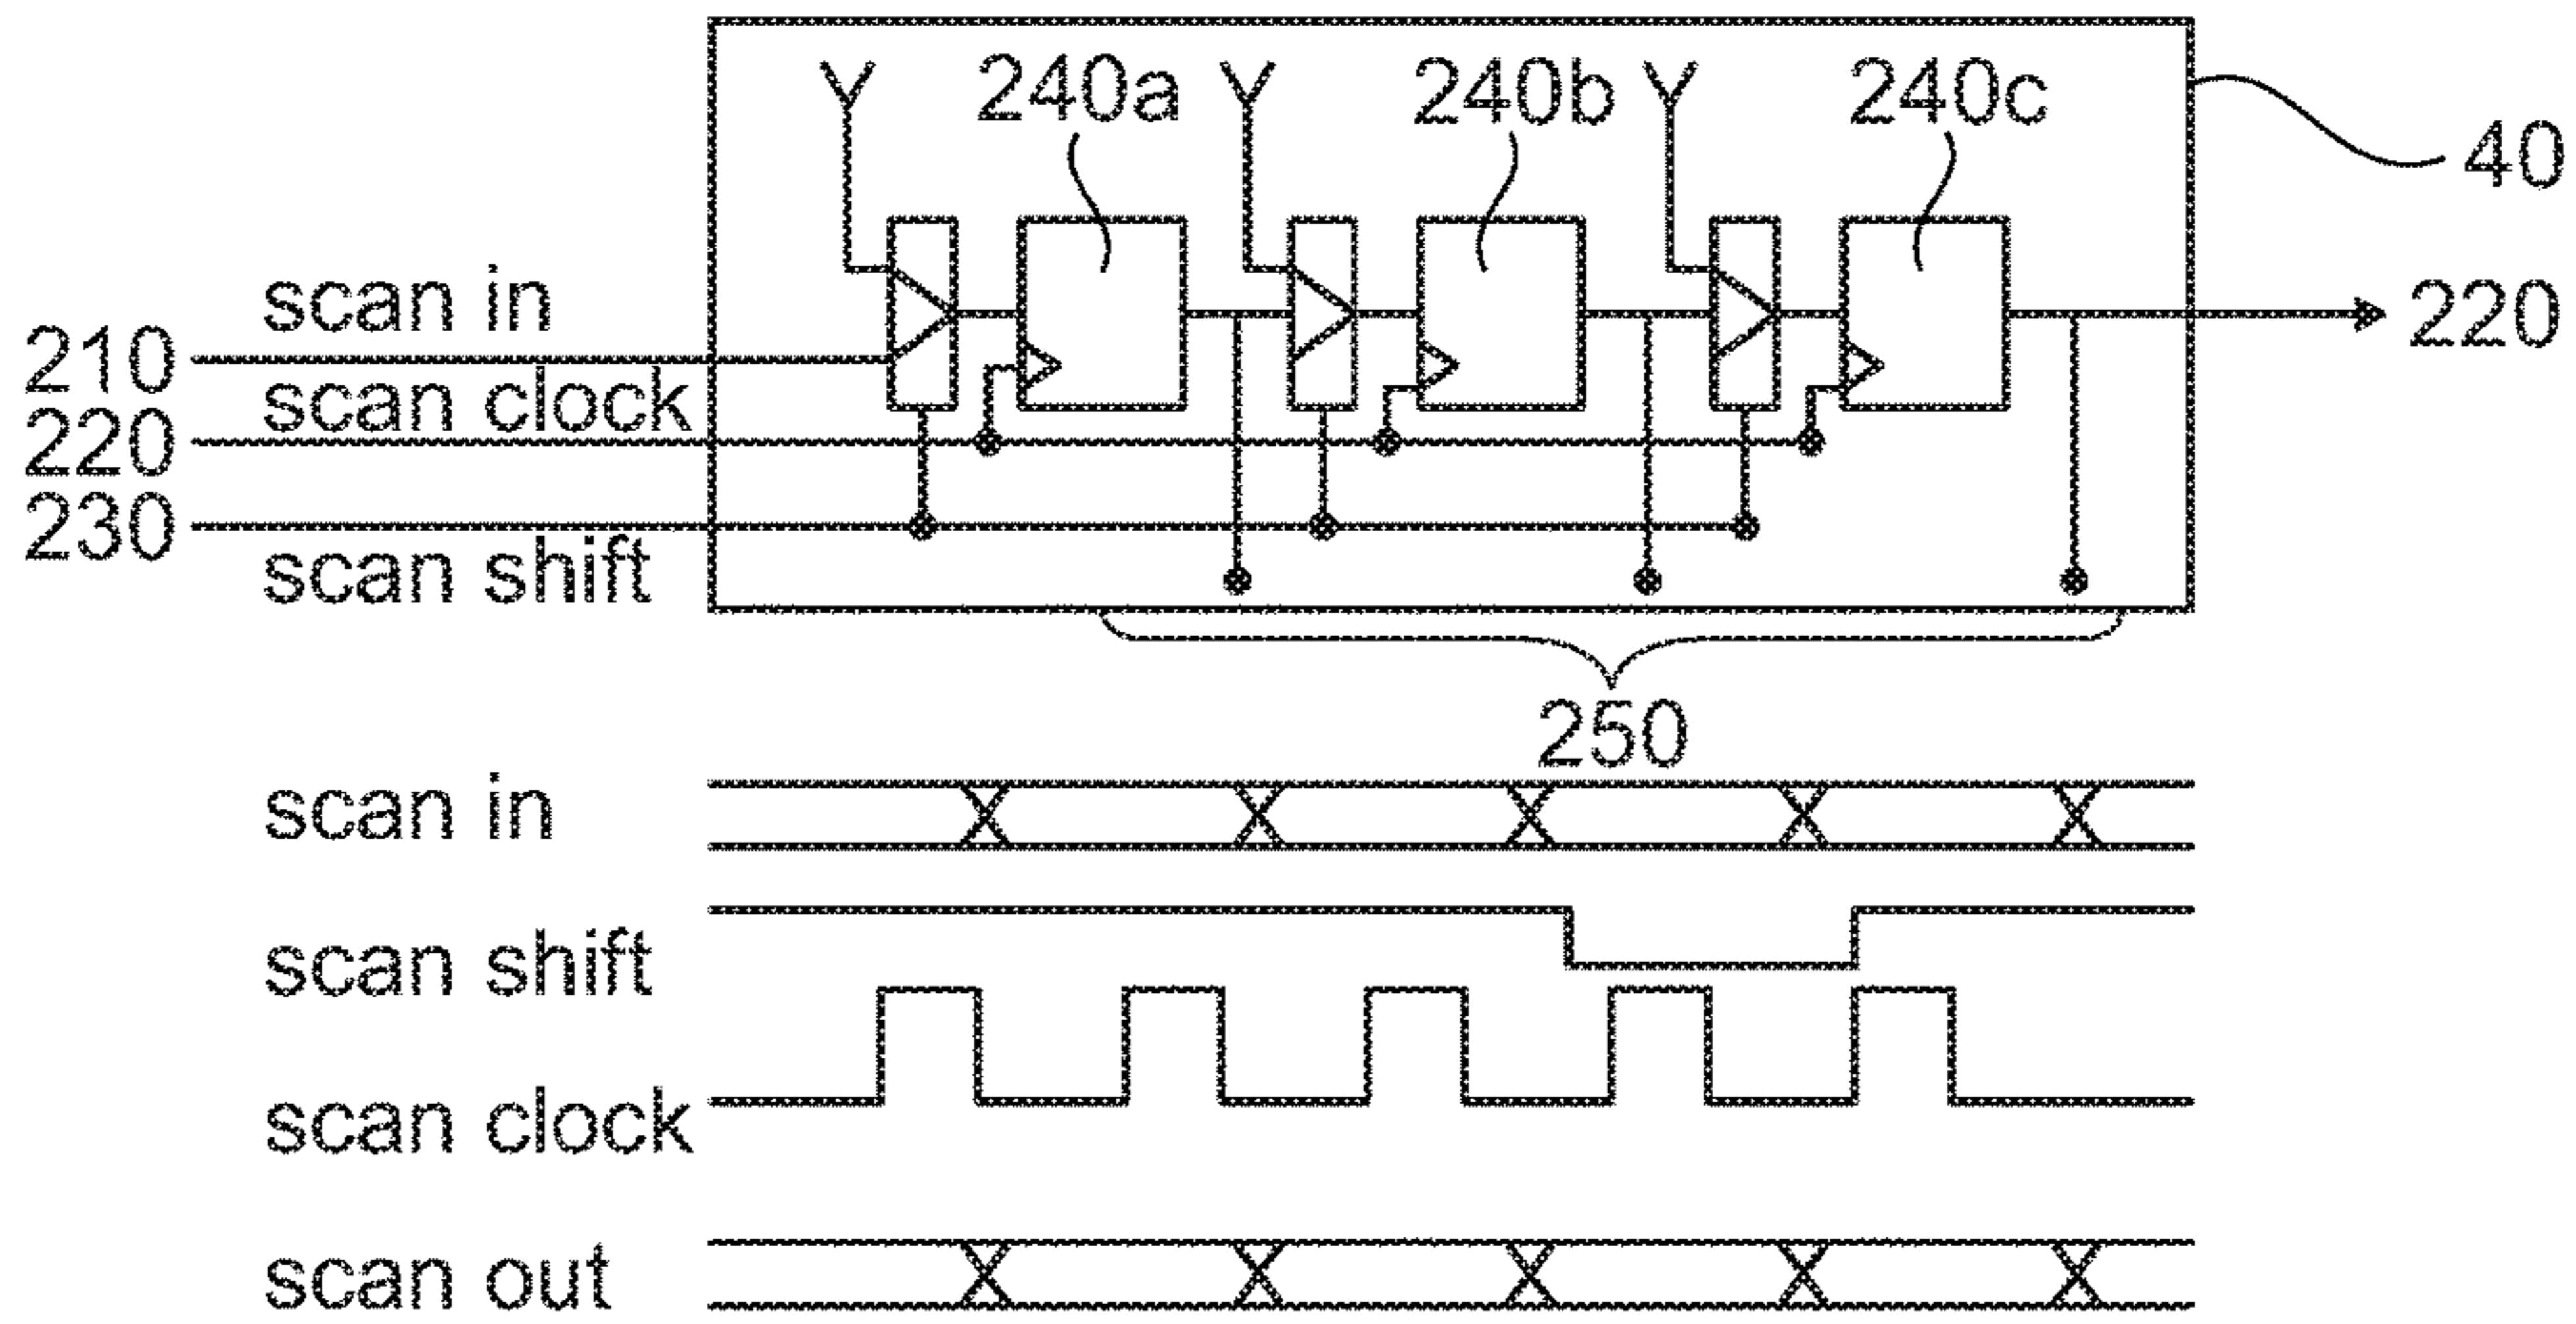 240a 240b 240c
40
scan in
210
220
scan clock
220
230
scan shift
250
scan in
scan shift
scan clock
scan out